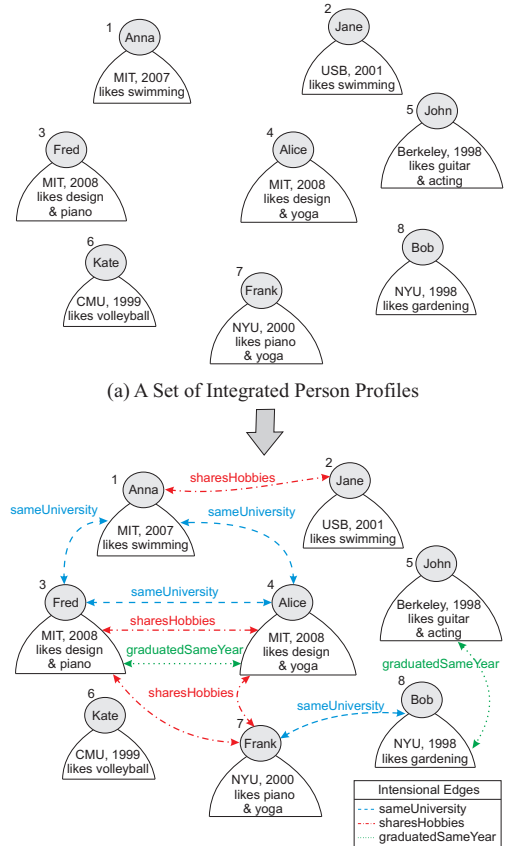 1
Anna
MIT, 2007
likes swimming
2
Jane
USB, 2001
likes swimming
3
Fred
MIT, 2008
likes design
& piano
4
Alice
MIT, 2008
likes design
& yoga
5
John
Berkeley, 1998
likes guitar
& acting
6
Kate
CMU, 1999
likes volleyball
7
Frank
NYU, 2000
likes piano
& yoga
8
Bob
NYU, 1998
likes gardening
(a) A Set of Integrated Person Profiles
1
Anna
MIT, 2007
likes swimming
sharesHobbies
2
Jane
USB, 2001
likes swimming
sameUniversity
sameUniversity
3
Fred
MIT, 2008
likes design
& piano
sameUniversity
sharesHobbies
graduatedSameYear
4
Alice
MIT, 2008
likes design
& yoga
5
John
Berkeley, 1998
likes guitar
& acting
graduatedSameYear
6
Kate
CMU, 1999
likes volleyball
sharesHobbies
7
Frank
NYU, 2000
likes piano
& yoga
sameUniversity
8
Bob
NYU, 1998
likes gardening
Intensional Edges
sameUniversity
sharesHobbies
graduatedSameYear